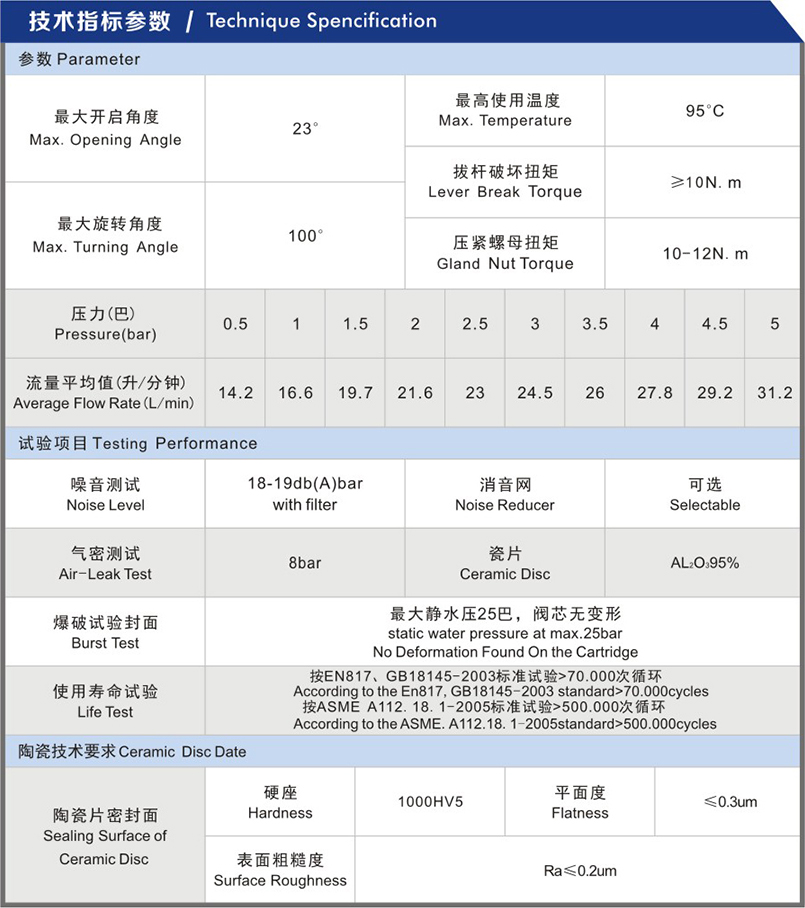 技术指标参数 / Technique Spencification
参数 Parameter
最大开启角度
Max. Opening Angle
23°
最高使用温度
Max. Temperature
95°C
拔杆破坏扭矩
Lever Break Torque
≥10N. m
最大旋转角度
Max. Turning Angle
100°
压紧螺母扭矩
Gland Nut Torque
10-12N. m
压力(巴)
Pressure(bar)
0.5 1 1.5 2 2.5 3 3.5 4 4.5 5
流量平均值(升/分钟)
Average Flow Rate(L/min)
14.2 16.6 19.7 21.6 23 24.5 26 27.8 29.2 31.2
试验项目 Testing Performance
噪音测试
Noise Level
18-19db(A)bar
with filter
消音网
Noise Reducer
可选
Selectable
气密测试
Air-Leak Test
8bar
瓷片
Ceramic Disc
AL₂O₃95%
爆破试验封面
Burst Test
最大静水压25巴，阀芯无变形
static water pressure at max.25bar
No Deformation Found On the Cartridge
使用寿命试验
Life Test
按EN817、GB18145-2003标准试验>70.000次循环
According to the En817, GB18145-2003 standard>70.000cycles
按ASME A112. 18. 1-2005标准试验>500.000次循环
According to the ASME. A112.18. 1-2005standard>500.000cycles
陶瓷技术要求 Ceramic Disc Date
陶瓷片密封面
Sealing Surface of
Ceramic Disc
硬座
Hardness
1000HV5
平面度
Flatness
≤0.3um
表面粗糙度
Surface Roughness
Ra≤0.2um